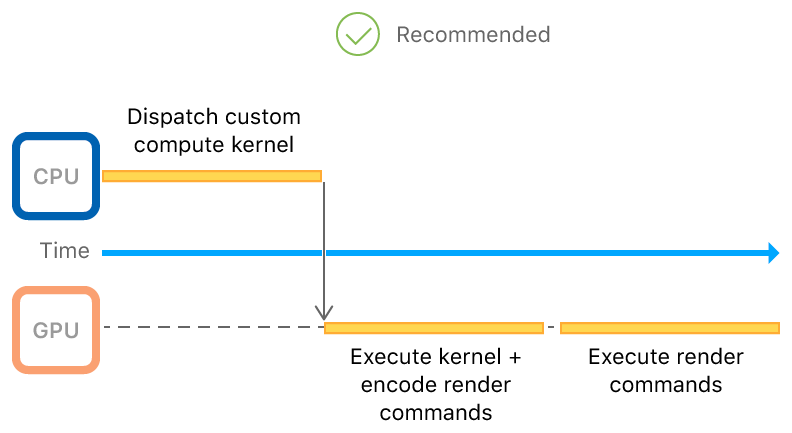 Recommended
Dispatch custom
compute kernel
CPU
Time
GPU
Execute kernel +
encode render
commands
Execute render
commands